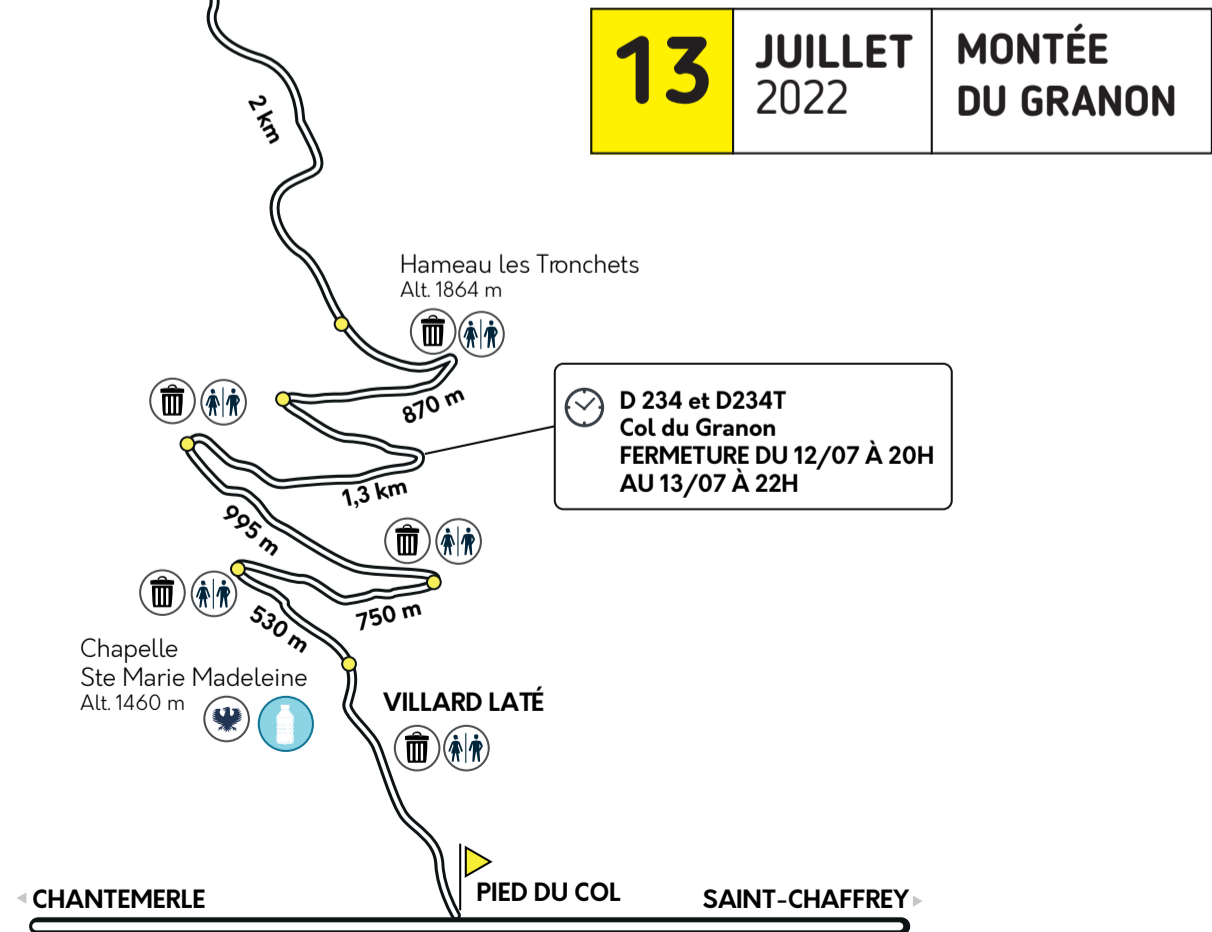 13
JUILLET
2022
MONTÉE
DU GRANON
2 km
Hameau les Tronchets
Alt. 1864 m
870 m
D 234 et D234T
Col du Granon
FERMETURE DU 12/07 À 20H
AU 13/07 À 22H
1,3 km
995 m
750 m
530 m
Chapelle
Ste Marie Madeleine
Alt. 1460 m
VILLARD LATÉ
PIED DU COL
CHANTEMERLE
SAINT-CHAFFREY